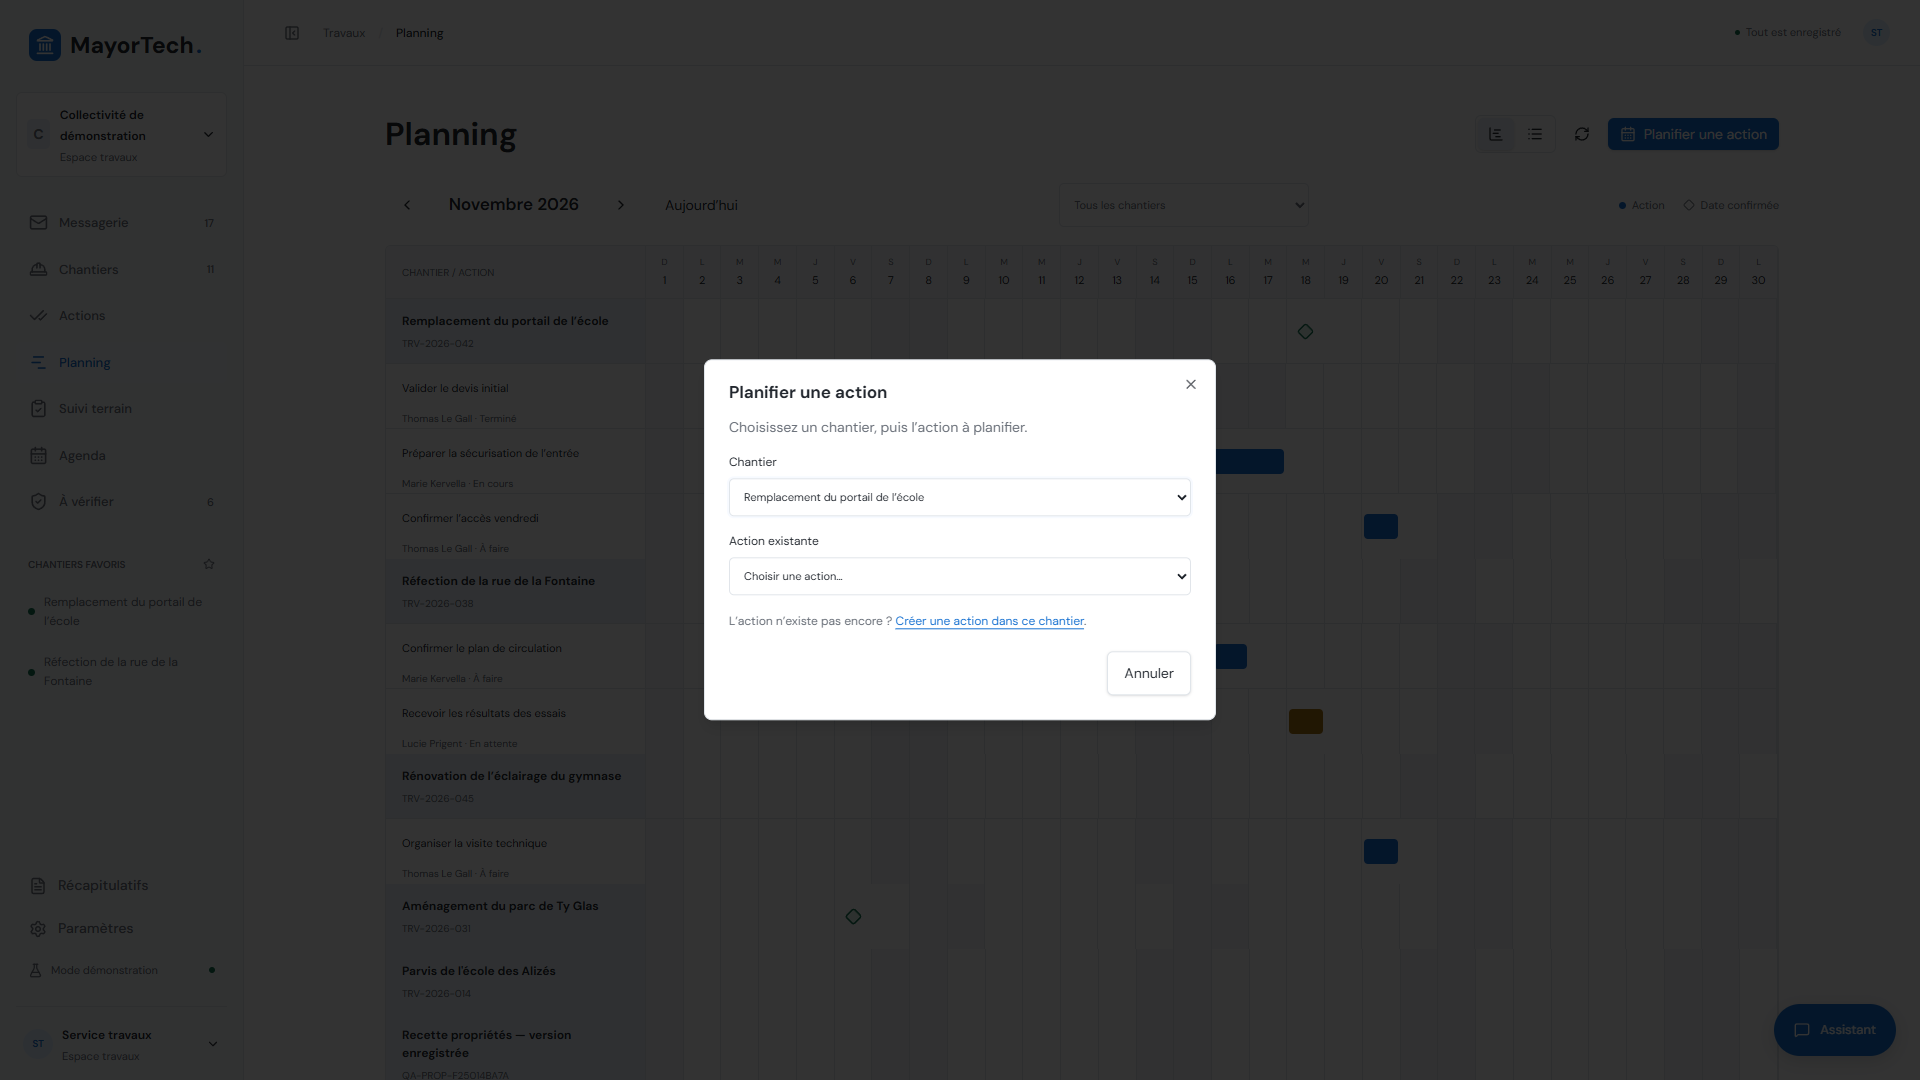 MayorTech.
Travaux / Planning
Tout est enregistré
ST
C
Collectivité de
démonstration
Espace travaux
Messagerie 17
Chantiers 11
Actions
Planning
Suivi terrain
Agenda
À vérifier 6
CHANTIERS FAVORIS
Remplacement du portail de
l'école
Réfection de la rue de la
Fontaine
Récapitulatifs
Paramètres
Mode démonstration
ST
Service travaux
Espace travaux
Planning
Planifier une action
Novembre 2026
Aujourd'hui
Tous les chantiers
Action
Date confirmée
CHANTIER / ACTION
D L M M J V S D L M M J V S D L M M J V S D L M M J V S D L
1 2 3 4 5 6 7 8 9 10 11 12 13 14 15 16 17 18 19 20 21 22 23 24 25 26 27 28 29 30
Remplacement du portail de l'école
TRV-2026-042
Valider le devis initial
Thomas Le Gall · Terminé
Préparer la sécurisation de l'entrée
Marie Kervella · En cours
Confirmer l'accès vendredi
Thomas Le Gall · À faire
Réfection de la rue de la Fontaine
TRV-2026-038
Confirmer le plan de circulation
Marie Kervella · À faire
Recevoir les résultats des essais
Lucie Prigent · En attente
Rénovation de l'éclairage du gymnase
TRV-2026-045
Organiser la visite technique
Thomas Le Gall · À faire
Aménagement du parc de Ty Glas
TRV-2026-031
Parvis de l'école des Alizés
TRV-2026-014
Recette propriétés — version
enregistrée
QA-PROP-F25014BA7A
Planifier une action
Choisissez un chantier, puis l'action à planifier.
Chantier
Remplacement du portail de l'école
Action existante
Choisir une action…
L'action n'existe pas encore ? Créer une action dans ce chantier.
Annuler
Assistant